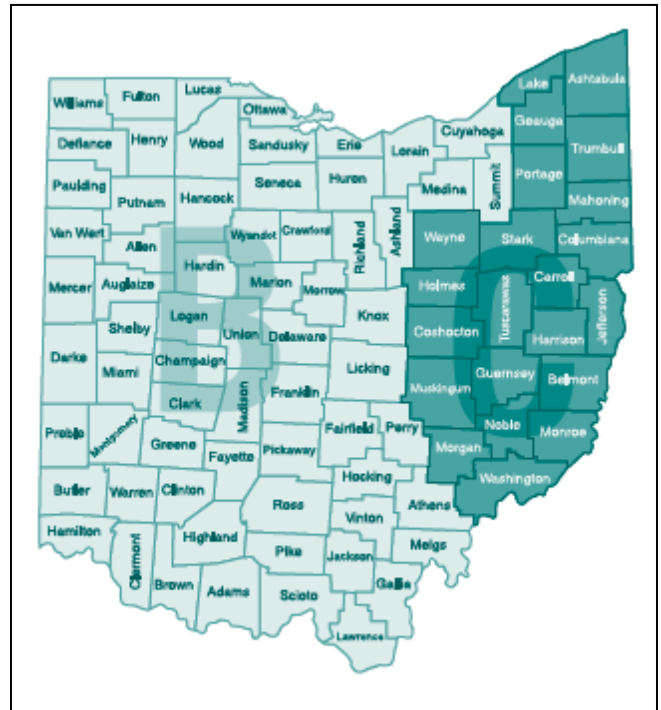 Williams
Fulton
Lucas
Ottawa
Lake
Ashtabula
Geauga
Cuyahoga
Defiance
Henry
Wood
Sandusky
Erie
Lorain
Trumbull
Summit
Portage
Paulding
Putnam
Hancock
Seneca
Huron
Medina
Mahoning
Van Wert
Allen
Wyandot
Crawford
Richland
Ashland
Wayne
Stark
Columbiana
Mercer
Auglaize
Hardin
Marion
Morrow
Holmes
Tuscarawas
Carroll
Jefferson
B
O
Shelby
Logan
Union
Delaware
Knox
Coshocton
Harrison
Darke
Miami
Champaign
Clark
Madison
Franklin
Licking
Muskingum
Guernsey
Belmont
Preble
Montgomery
Greene
Fayette
Pickaway
Fairfield
Perry
Morgan
Noble
Monroe
Butler
Warren
Clinton
Ross
Hocking
Athens
Washington
Hamilton
Clermont
Brown
Highland
Adams
Pike
Scioto
Vinton
Jackson
Meigs
Gallia
Lawrence